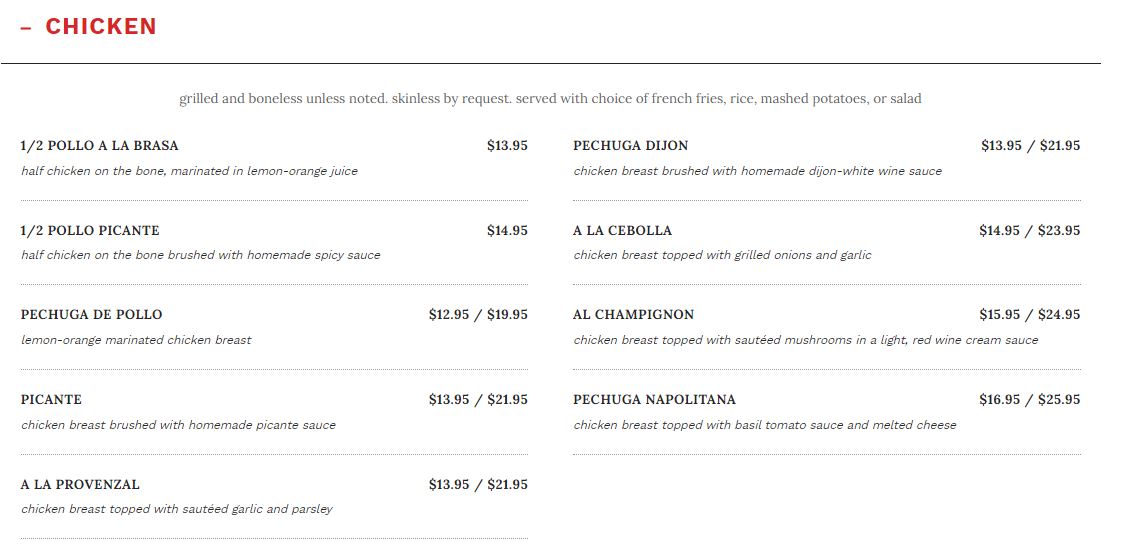 – CHICKEN
grilled and boneless unless noted. skinless by request. served with choice of french fries, rice, mashed potatoes, or salad
1/2 POLLO A LA BRASA $13.95
half chicken on the bone, marinated in lemon-orange juice
1/2 POLLO PICANTE $14.95
half chicken on the bone brushed with homemade spicy sauce
PECHUGA DE POLLO $12.95 / $19.95
lemon-orange marinated chicken breast
PICANTE $13.95 / $21.95
chicken breast brushed with homemade picante sauce
A LA PROVENZAL $13.95 / $21.95
chicken breast topped with sautéed garlic and parsley
PECHUGA DIJON $13.95 / $21.95
chicken breast brushed with homemade dijon-white wine sauce
A LA CEBOLLA $14.95 / $23.95
chicken breast topped with grilled onions and garlic
AL CHAMPIGNON $15.95 / $24.95
chicken breast topped with sautéed mushrooms in a light, red wine cream sauce
PECHUGA NAPOLITANA $16.95 / $25.95
chicken breast topped with basil tomato sauce and melted cheese